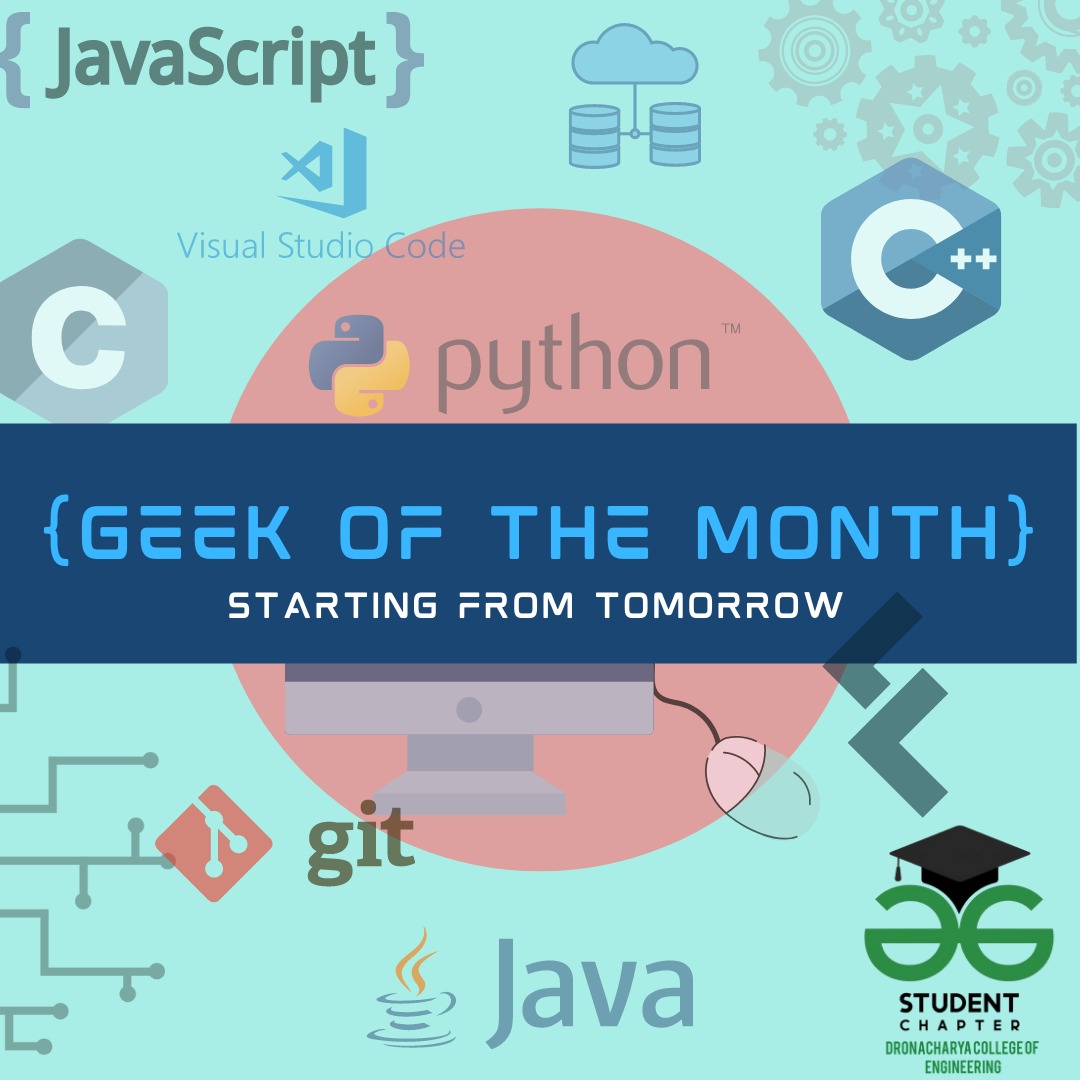 { JavaScript }
Visual Studio Code
C
C++
python™
{GEEK OF THE MONTH}
STARTING FROM TOMORROW
git
Java
STUDENT
CHAPTER
DRONACHARYA COLLEGE OF
ENGINEERING